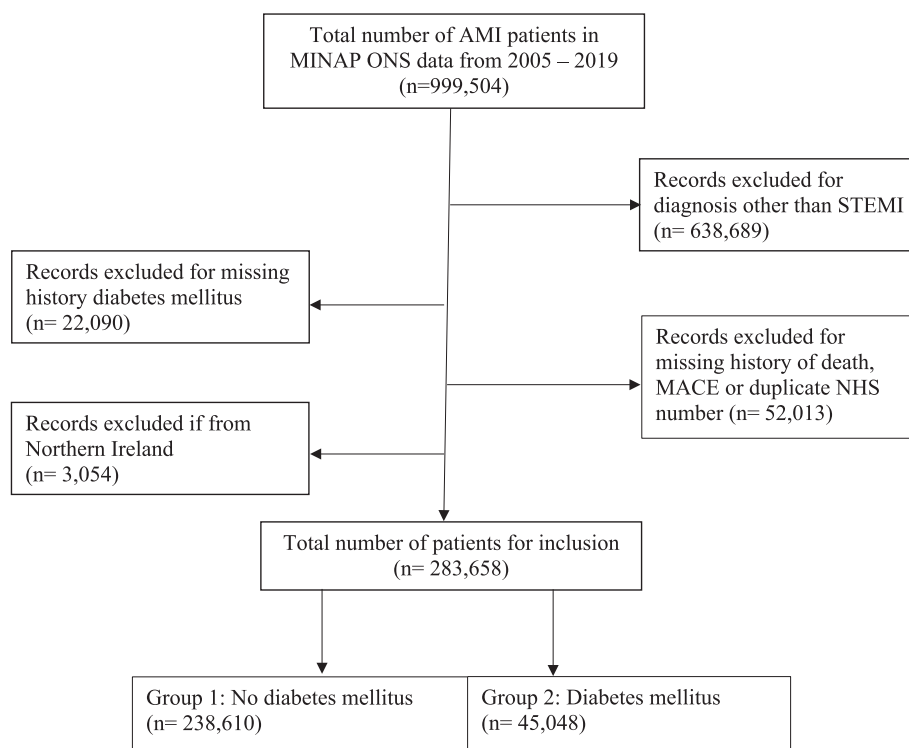 Total number of AMI patients in
MINAP ONS data from 2005 – 2019
(n=999,504)
Records excluded for
diagnosis other than STEMI
(n= 638,689)
Records excluded for missing
history diabetes mellitus
(n= 22,090)
Records excluded for
missing history of death,
MACE or duplicate NHS
number (n= 52,013)
Records excluded if from
Northern Ireland
(n= 3,054)
Total number of patients for inclusion
(n= 283,658)
Group 1: No diabetes mellitus
(n= 238,610)
Group 2: Diabetes mellitus
(n= 45,048)